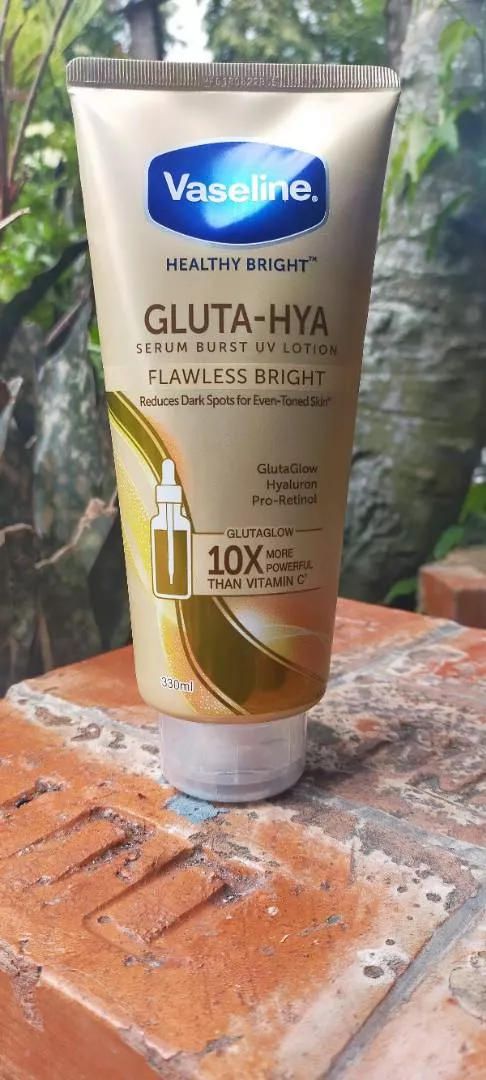 Vaseline®
HEALTHY BRIGHT™
GLUTA-HYA
SERUM BURST UV LOTION
FLAWLESS BRIGHT
Reduces Dark Spots for Even-Toned Skin*
GlutaGlow
Hyaluron
Pro-Retinol
GLUTAGLOW
10X MORE
POWERFUL
THAN VITAMIN C^
330ml